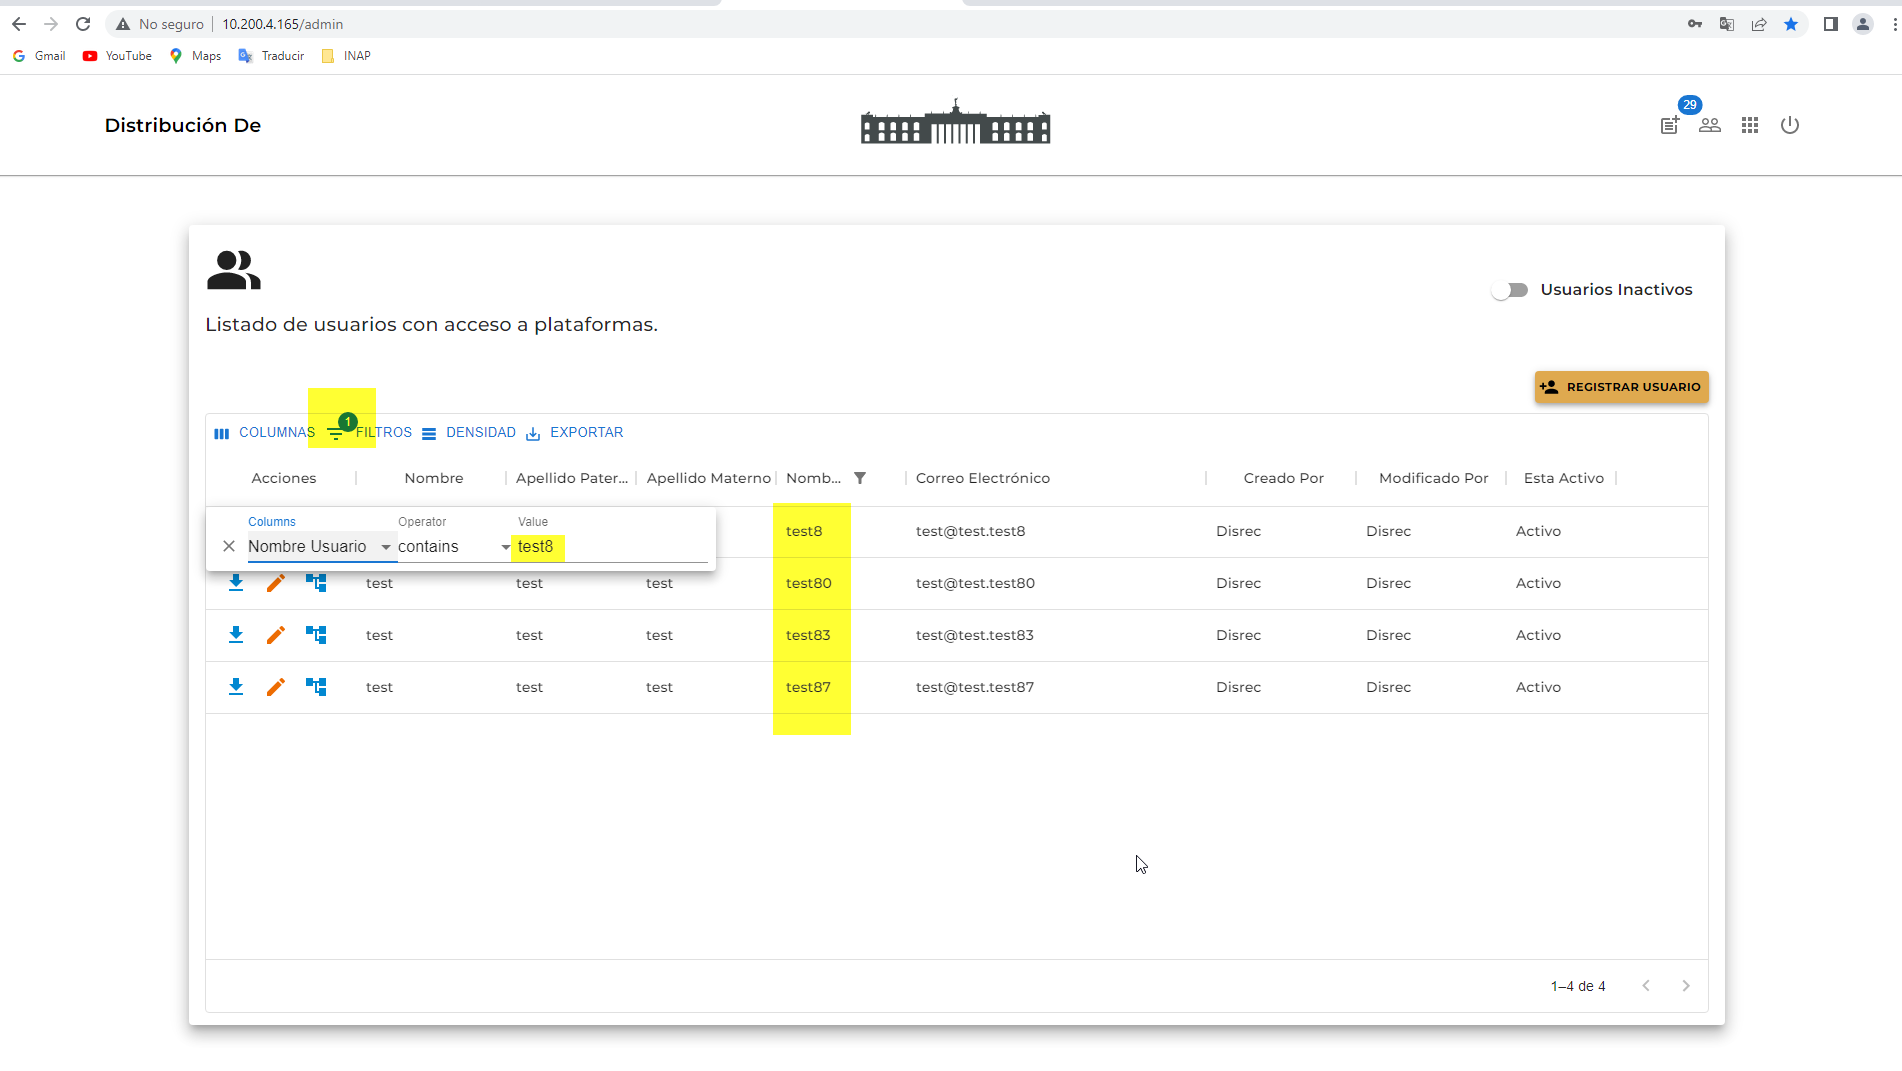 No seguro | 10.200.4.165/admin
Gmail YouTube Maps Traducir INAP
Distribución De
29
Usuarios Inactivos
Listado de usuarios con acceso a plataformas.
REGISTRAR USUARIO
COLUMNAS 1 FILTROS DENSIDAD EXPORTAR
Acciones Nombre Apellido Pater... Apellido Materno Nomb... Correo Electrónico Creado Por Modificado Por Esta Activo
Columns Operator Value
Nombre Usuario contains test8
test8 test@test.test8 Disrec Disrec Activo
test test test test80 test@test.test80 Disrec Disrec Activo
test test test test83 test@test.test83 Disrec Disrec Activo
test test test test87 test@test.test87 Disrec Disrec Activo
1–4 de 4